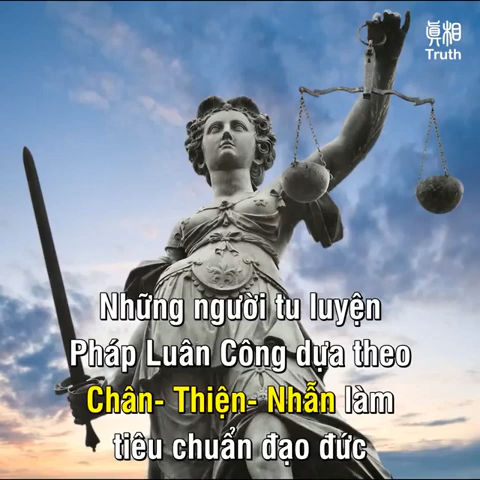 真相
Truth
Những người tu luyện
Pháp Luân Công dựa theo
Chân- Thiện- Nhẫn làm
tiêu chuẩn đạo đức